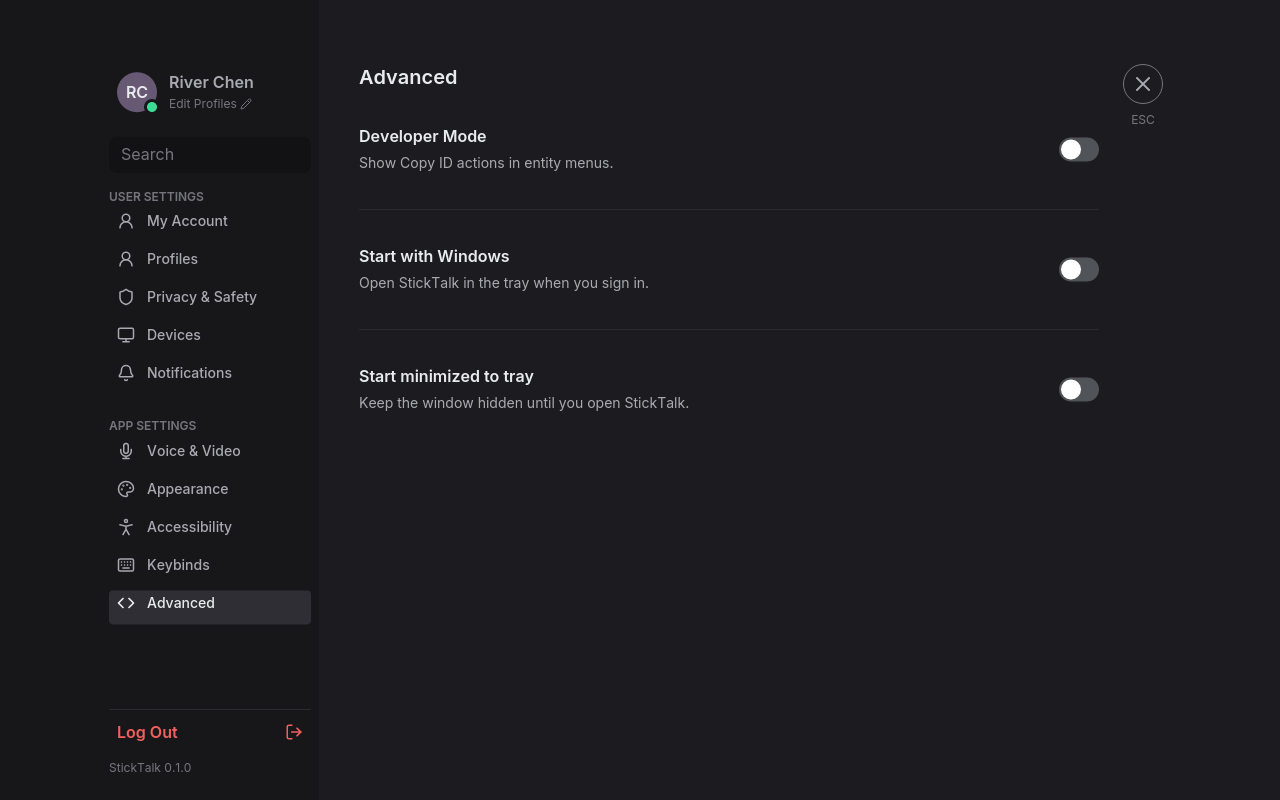 RC
River Chen
Edit Profiles
Search
USER SETTINGS
My Account
Profiles
Privacy & Safety
Devices
Notifications
APP SETTINGS
Voice & Video
Appearance
Accessibility
Keybinds
Advanced
Log Out
StickTalk 0.1.0
Advanced
Developer Mode
Show Copy ID actions in entity menus.
Start with Windows
Open StickTalk in the tray when you sign in.
Start minimized to tray
Keep the window hidden until you open StickTalk.
ESC